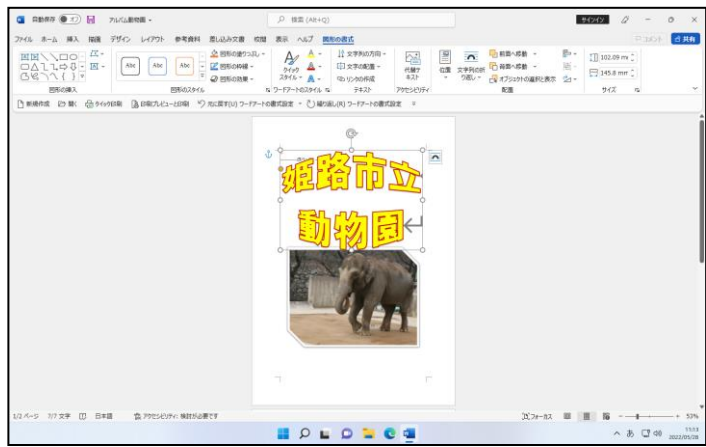 自動保存 オフ アルバム動物園 検索 (Alt+Q) サインイン
ファイル ホーム 挿入 描画 デザイン レイアウト 参考資料 差し込み文書 校閲 表示 ヘルプ 図形の書式 コメント 共有
Abc Abc Abc
図形の塗りつぶし
図形の枠線
図形の効果
クイック
スタイル
文字列の方向
文字の配置
リンクの作成
代替テ
キスト
位置
文字列の折
り返し
前面へ移動
背面へ移動
オブジェクトの選択と表示
102.09 mm
145.8 mm
図形の挿入 図形のスタイル ワードアートのスタイル テキスト アクセシビリティ 配置 サイズ
新規作成 開く クイック印刷 印刷プレビューと印刷 元に戻す(U) ワードアートの書式設定 繰り返し(R) ワードアートの書式設定
姫路市立
動物園
1/2 ページ 7/7 文字 日本語 アクセシビリティ: 検討が必要です フォーカス 53%
あ 11:13
2022/05/28